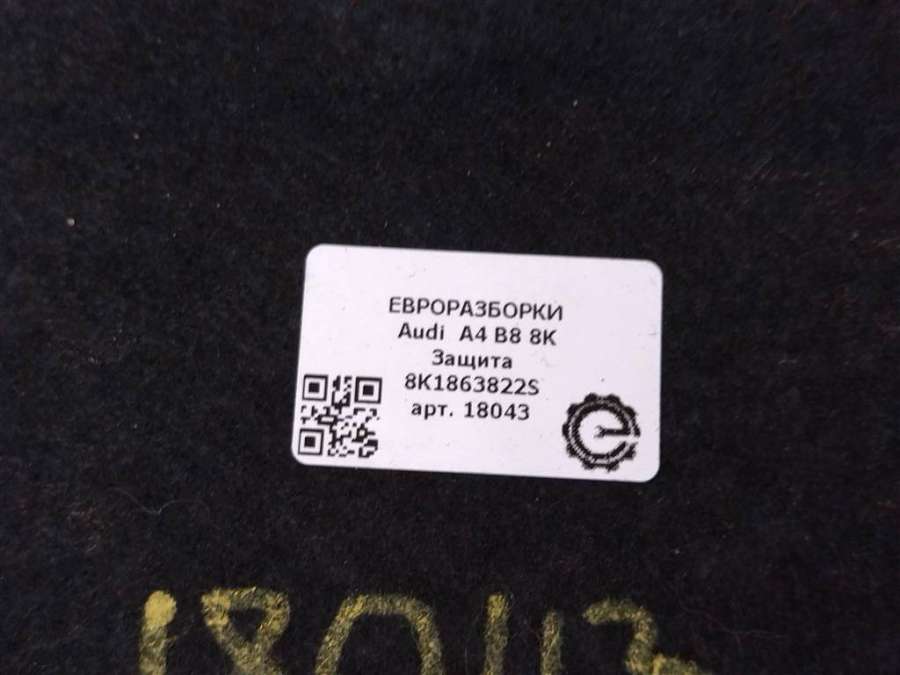 ЕВРОРАЗБОРКИ
Audi A4 B8 8K
Защита
8K1863822S
арт. 18043
18043